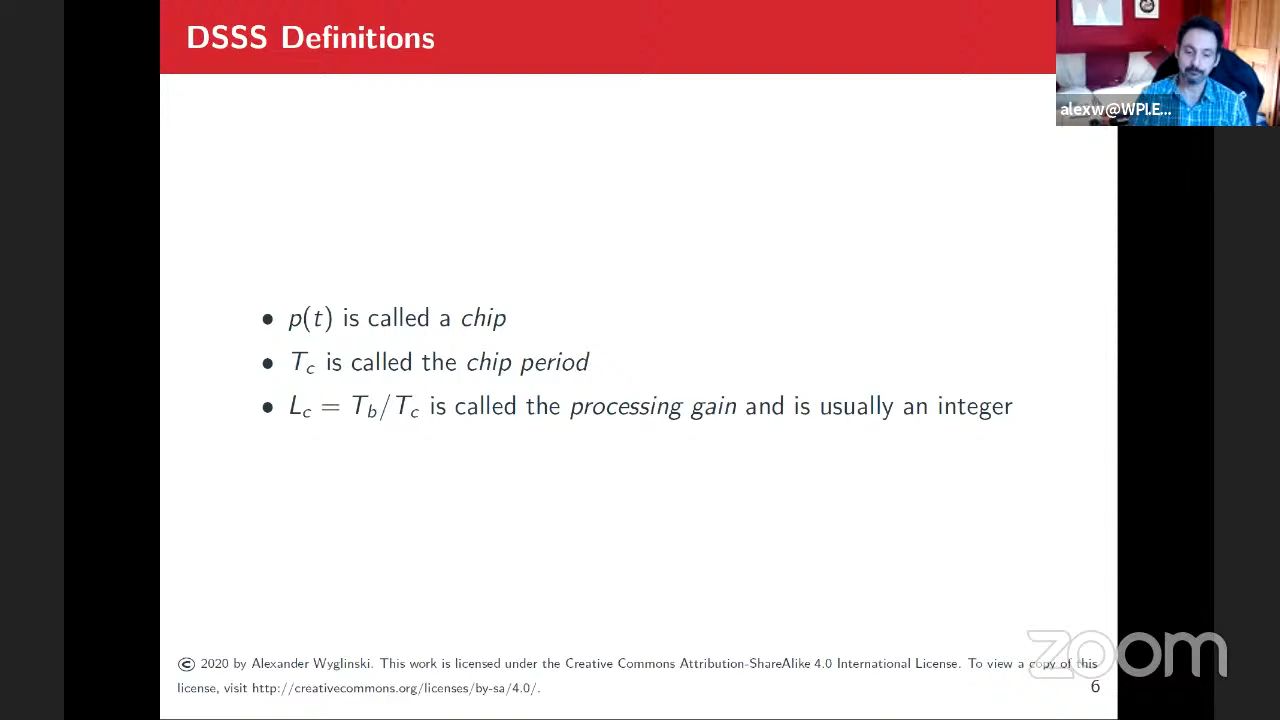 DSSS Definitions
alexw@WPI.E...
• p(t) is called a chip
• T_c is called the chip period
• L_c = T_b/T_c is called the processing gain and is usually an integer
© 2020 by Alexander Wyglinski. This work is licensed under the Creative Commons Attribution-ShareAlike 4.0 International License. To view a copy of this
license, visit http://creativecommons.org/licenses/by-sa/4.0/.
zoom
6